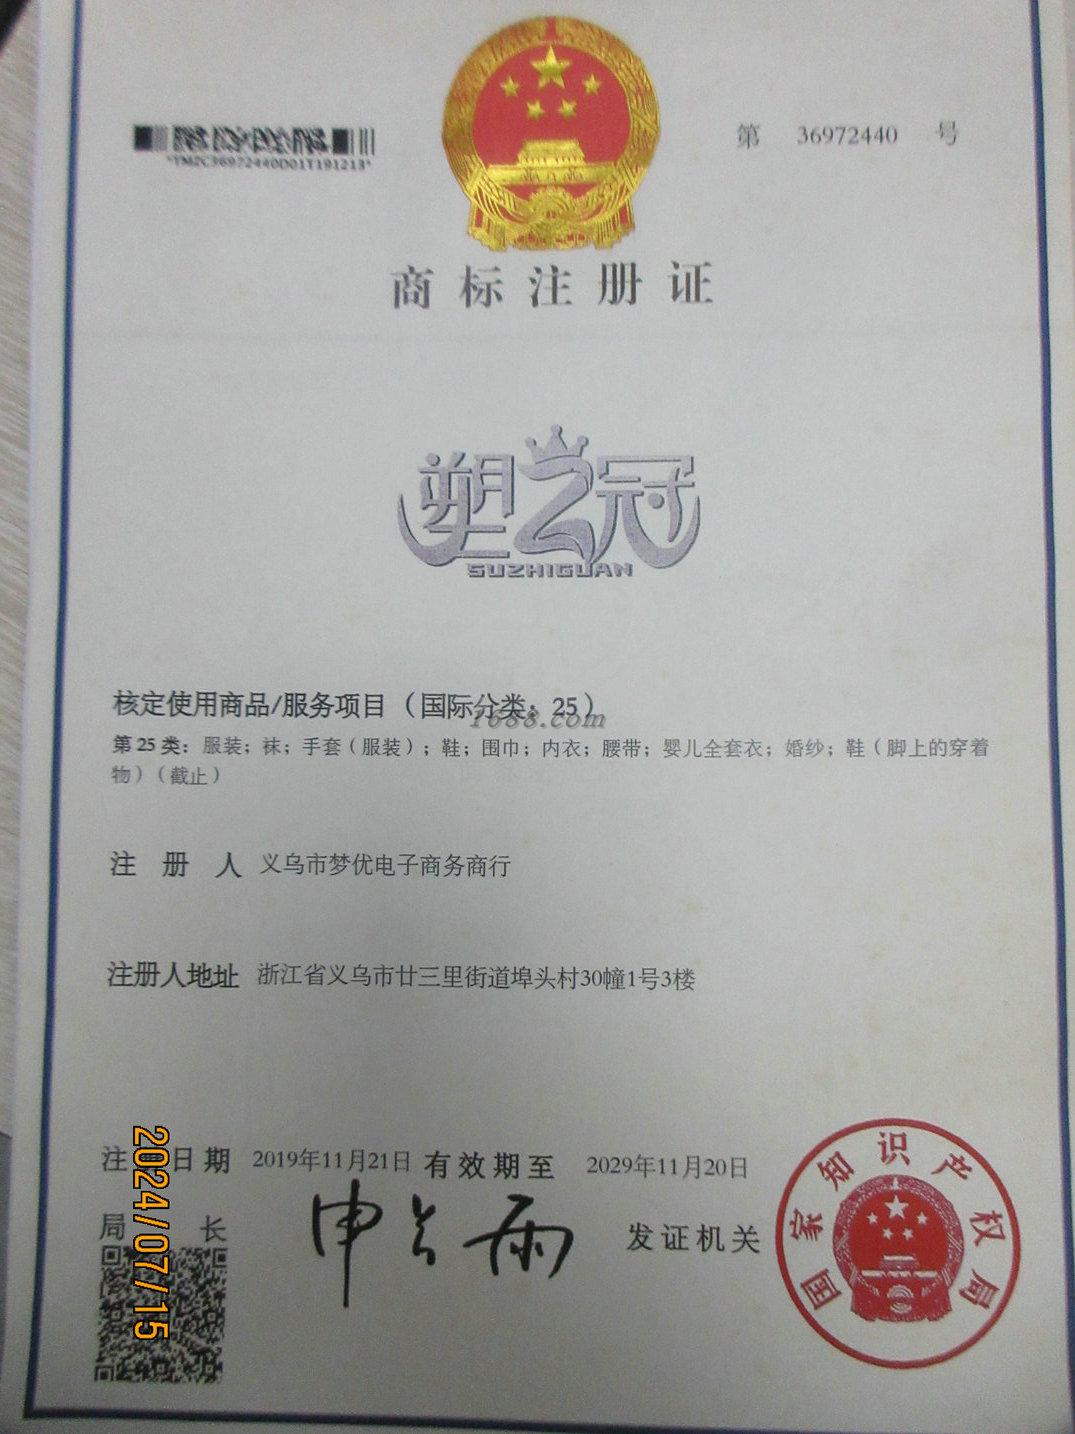 第 36972440 号
*TMZC36972440D01T191213*
商标注册证
塑之冠
SUZHIGUAN
核定使用商品/服务项目（国际分类：25）
1688.com
第25类：服装；袜；手套（服装）；鞋；围巾；内衣；腰带；婴儿全套衣；婚纱；鞋（脚上的穿着
物）（截止）
注册人 义乌市梦优电子商务商行
注册人地址 浙江省义乌市廿三里街道埠头村30幢1号3楼
注 日期 2019年11月21日 有效期至 2029年11月20日
局长 申长雨 发证机关
国家知识产权局
2024/07/15